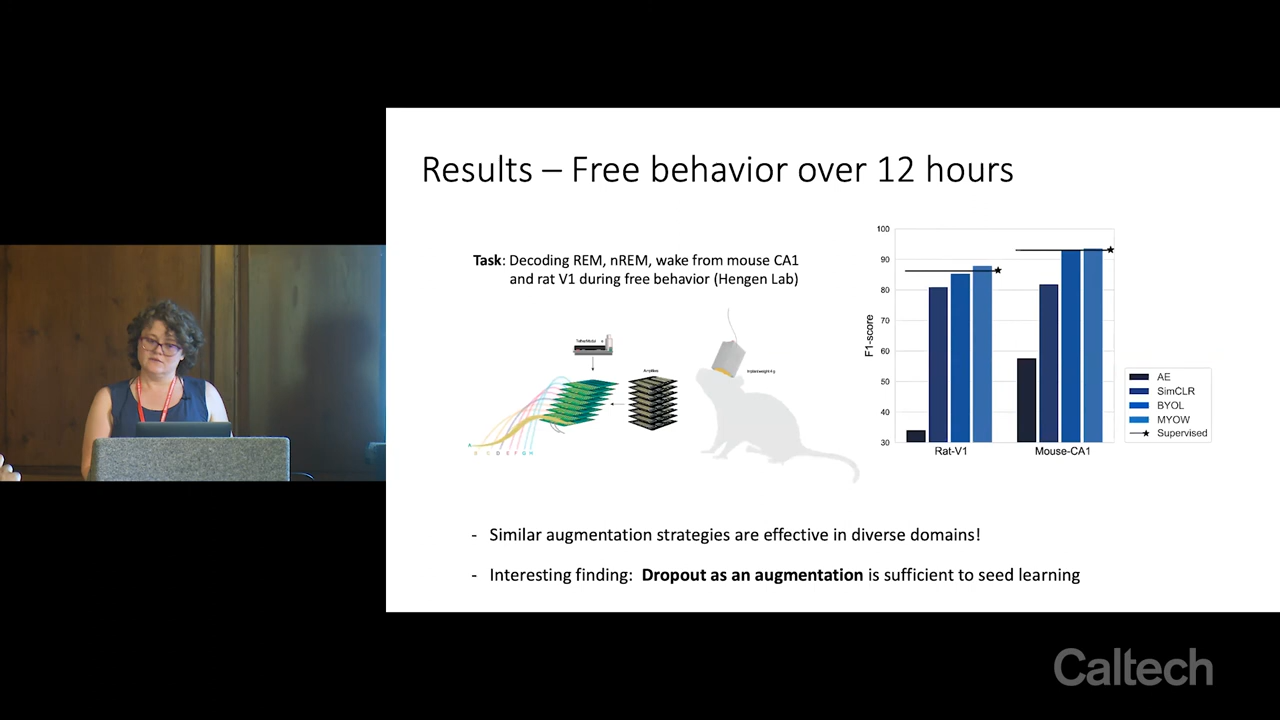 Results – Free behavior over 12 hours
Task: Decoding REM, nREM, wake from mouse CA1
and rat V1 during free behavior (Hengen Lab)
Amplifiers
A
B C D E F G H
F1-score
100
90
80
70
60
50
40
30
Rat-V1
Mouse-CA1
AE
SimCLR
BYOL
MYOW
Supervised
- Similar augmentation strategies are effective in diverse domains!
- Interesting finding: Dropout as an augmentation is sufficient to seed learning
Caltech